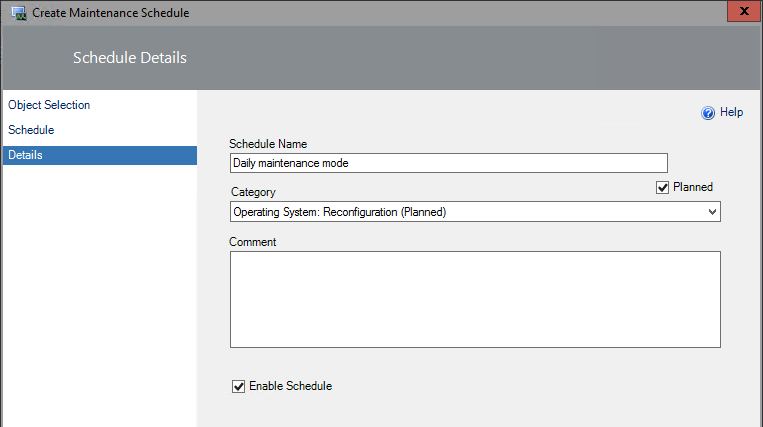 Create Maintenance Schedule
X
Schedule Details
Object Selection
Schedule
Details
Help
Schedule Name
Daily maintenance mode
Category
Planned
Operating System: Reconfiguration (Planned)
Comment
Enable Schedule